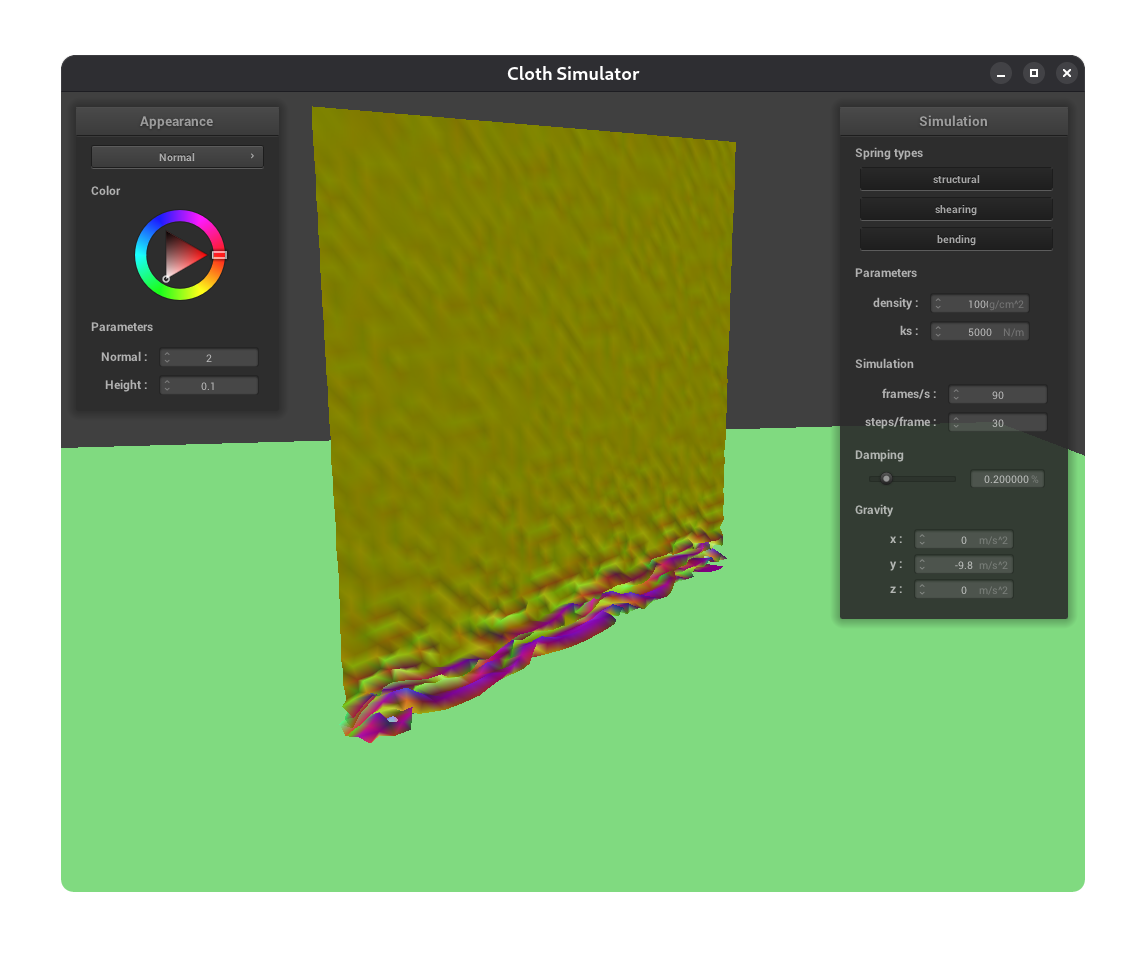 Cloth Simulator
Appearance
Normal
Color
Parameters
Normal : 2
Height : 0.1
Simulation
Spring types
structural
shearing
bending
Parameters
density : 100 g/cm^2
ks : 5000 N/m
Simulation
frames/s : 90
steps/frame : 30
Damping
0.200000 %
Gravity
x : 0 m/s^2
y : -9.8 m/s^2
z : 0 m/s^2